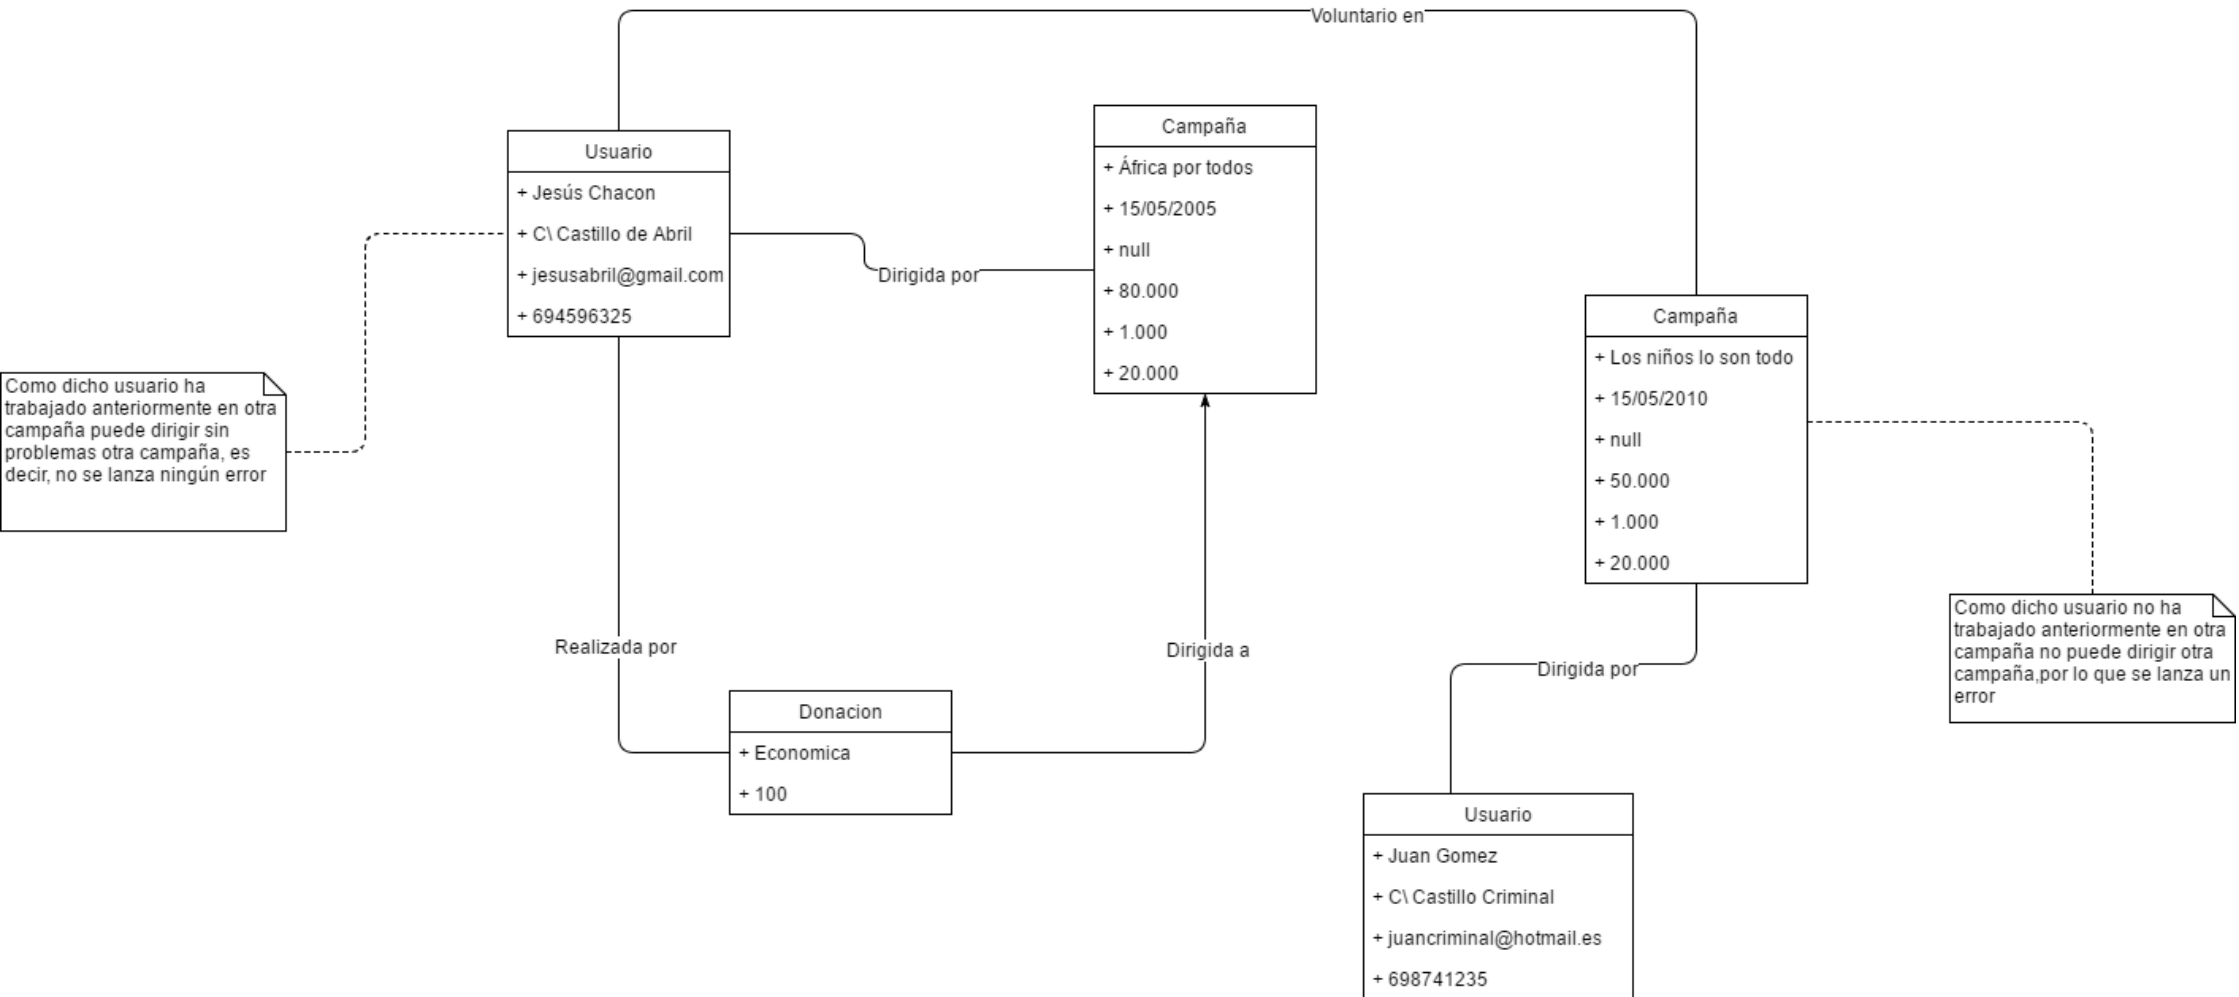 Voluntario en
Usuario
+ Jesús Chacon
+ C\ Castillo de Abril
+ jesusabril@gmail.com
+ 694596325
Dirigida por
Campaña
+ África por todos
+ 15/05/2005
+ null
+ 80.000
+ 1.000
+ 20.000
Campaña
+ Los niños lo son todo
+ 15/05/2010
+ null
+ 50.000
+ 1.000
+ 20.000
Como dicho usuario ha
trabajado anteriormente en otra
campaña puede dirigir sin
problemas otra campaña, es
decir, no se lanza ningún error
Como dicho usuario no ha
trabajado anteriormente en otra
campaña no puede dirigir otra
campaña,por lo que se lanza un
error
Realizada por
Dirigida a
Dirigida por
Donacion
+ Economica
+ 100
Usuario
+ Juan Gomez
+ C\ Castillo Criminal
+ juancriminal@hotmail.es
+ 698741235